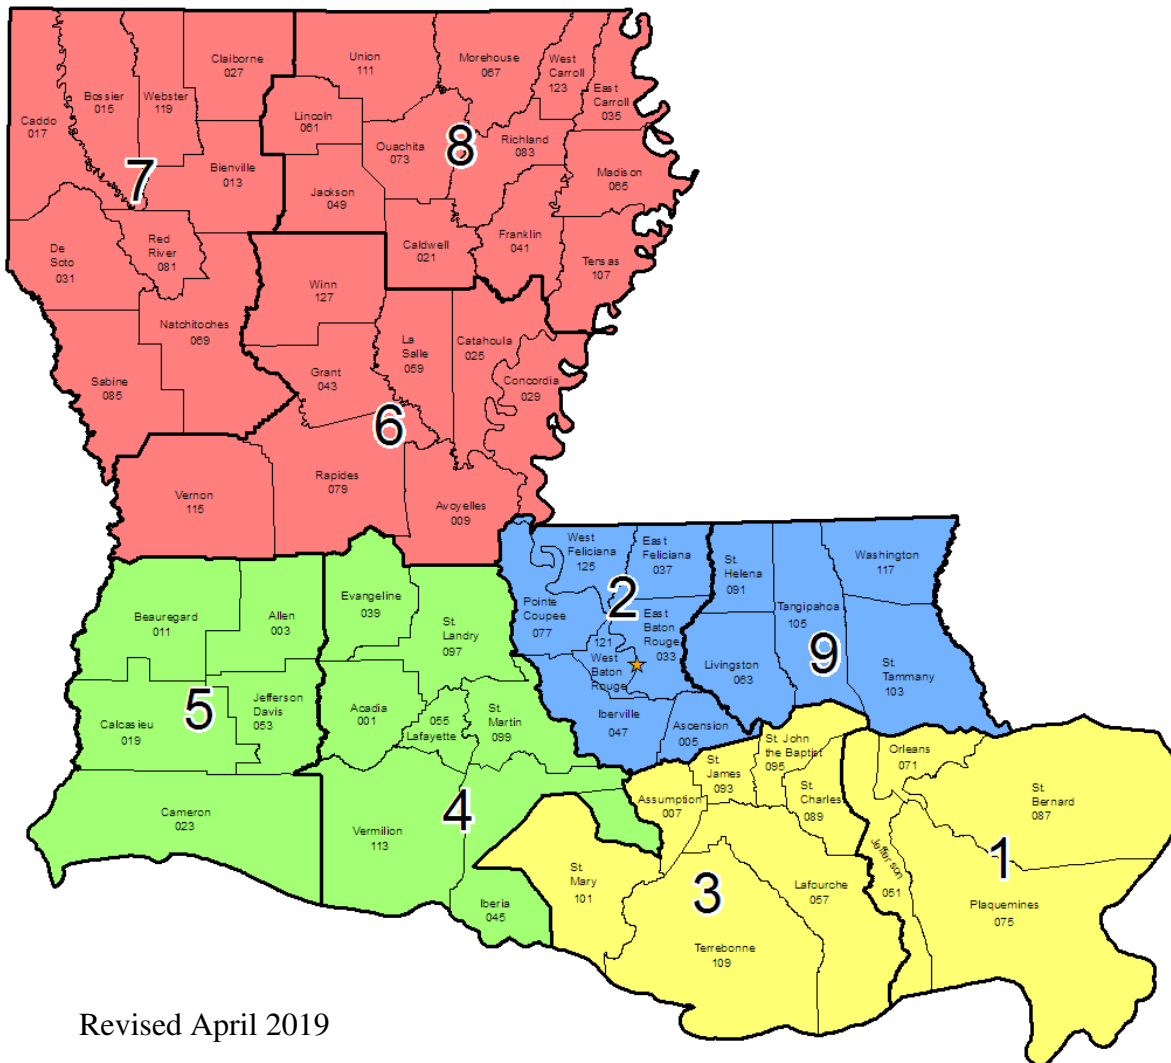 Claiborne
027
Union
111
Morehouse
067
West
Carroll
123
East
Carroll
035
Bossier
015
Webster
119
Caddo
017
Lincoln
061
Ouachita
073
8
Richland
083
Madison
065
7
Bienville
013
Jackson
049
Caldwell
021
Franklin
041
Tensas
107
De
Soto
031
Red
River
081
Winn
127
Natchitoches
069
La
Salle
059
Catahoula
025
Concordia
029
Sabine
085
Grant
043
6
Rapides
079
Vernon
115
Avoyelles
009
West
Feliciana
125
East
Feliciana
037
St.
Helena
091
Washington
117
Beauregard
011
Allen
003
Evangeline
039
St.
Landry
097
Pointe
Coupee
077
2
East
Baton
Rouge
033
121
West
Baton
Rouge
Tangipahoa
105
9
Livingston
063
St.
Tammany
103
Calcasieu
019
5
Jefferson
Davis
053
Acadia
001
055
Lafayette
St.
Martin
099
Iberville
047
Ascension
005
St. John
the Baptist
095
St.
James
093
Orleans
071
Assumption
007
St.
Charles
089
St.
Bernard
087
Cameron
023
Vermilion
113
4
Jefferson
051
1
St.
Mary
101
3
Lafourche
057
Iberia
045
Plaquemines
075
Terrebonne
109
Revised April 2019